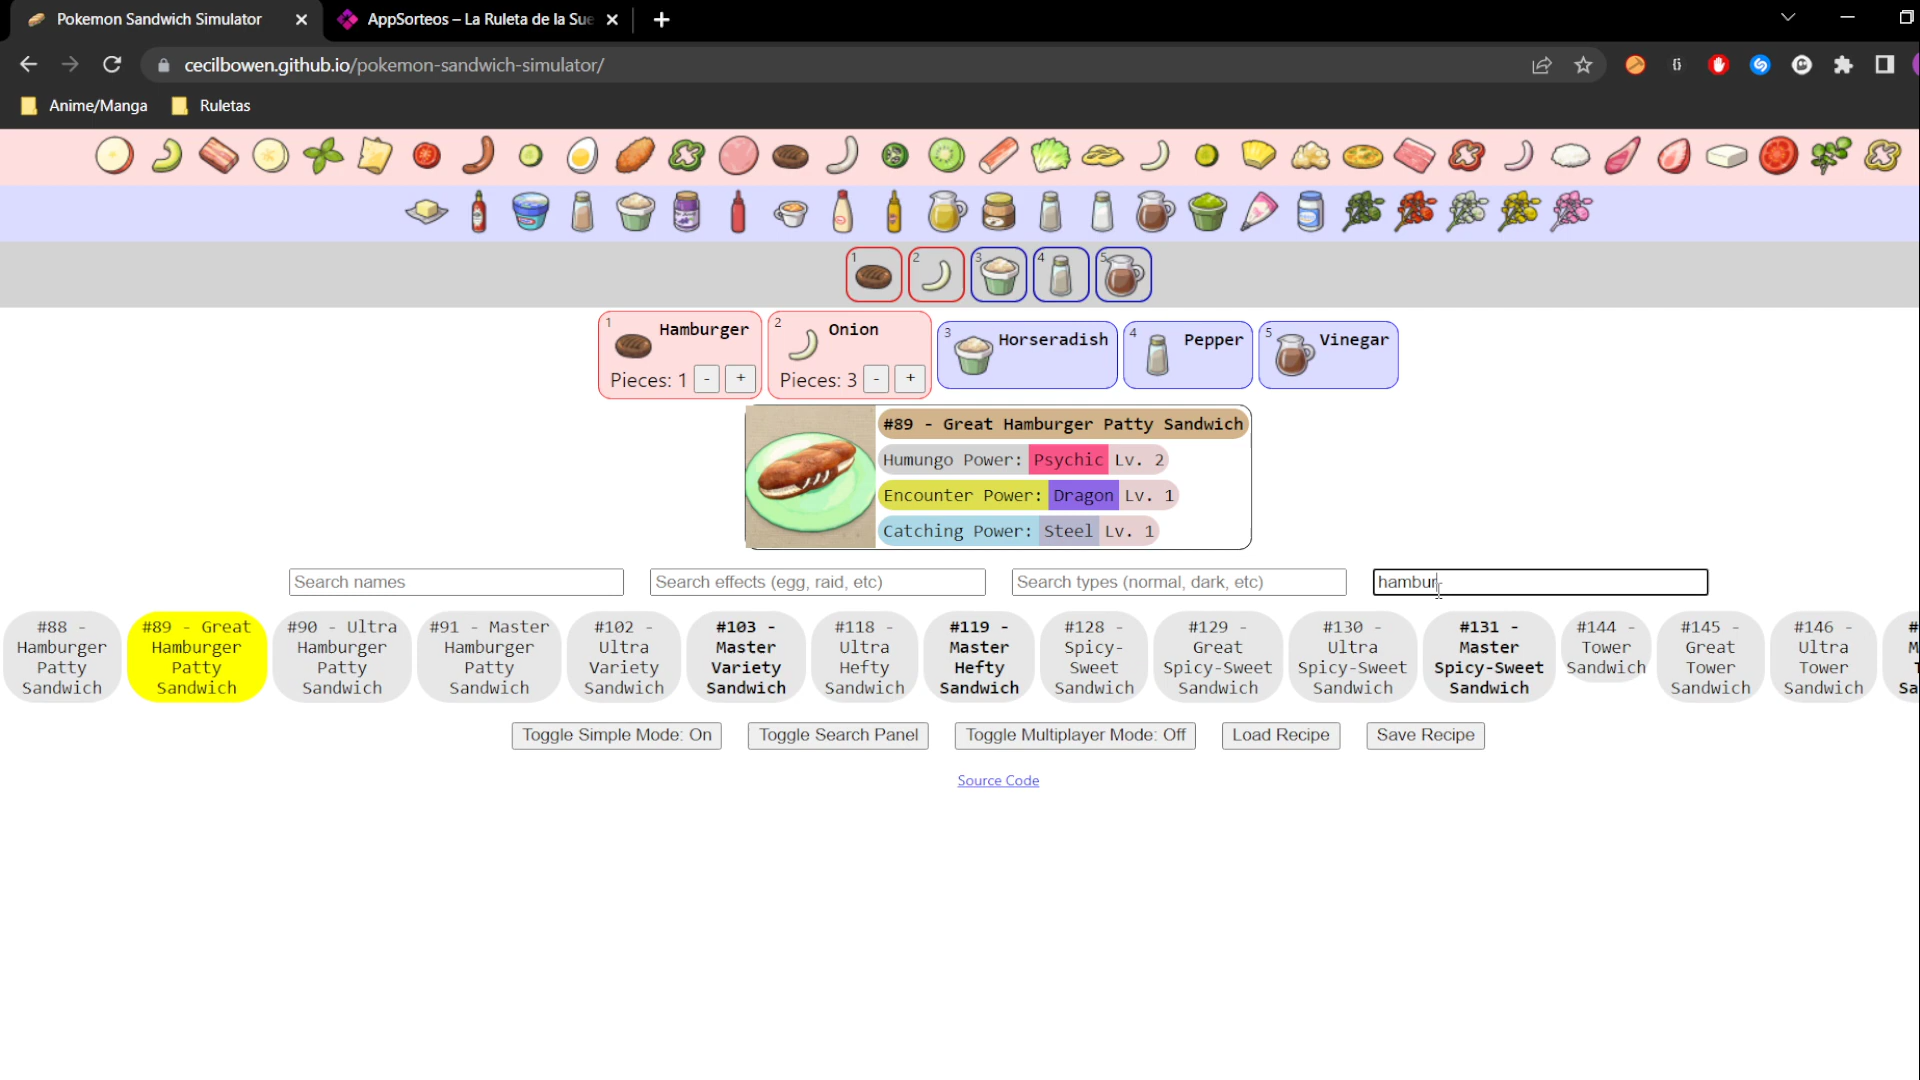 Pokemon Sandwich Simulator
AppSorteos – La Ruleta de la Sue
cecilbowen.github.io/pokemon-sandwich-simulator/
Anime/Manga
Ruletas
1
2
3
4
5
1
Hamburger
Pieces: 1 - +
2
Onion
Pieces: 3 - +
3
Horseradish
4
Pepper
5
Vinegar
#89 - Great Hamburger Patty Sandwich
Humungo Power: Psychic Lv. 2
Encounter Power: Dragon Lv. 1
Catching Power: Steel Lv. 1
Search names
Search effects (egg, raid, etc)
Search types (normal, dark, etc)
hambur
#88 -
Hamburger
Patty
Sandwich
#89 - Great
Hamburger
Patty
Sandwich
#90 - Ultra
Hamburger
Patty
Sandwich
#91 - Master
Hamburger
Patty
Sandwich
#102 -
Ultra
Variety
Sandwich
#103 -
Master
Variety
Sandwich
#118 -
Ultra
Hefty
Sandwich
#119 -
Master
Hefty
Sandwich
#128 -
Spicy-
Sweet
Sandwich
#129 -
Great
Spicy-Sweet
Sandwich
#130 -
Ultra
Spicy-Sweet
Sandwich
#131 -
Master
Spicy-Sweet
Sandwich
#144 -
Tower
Sandwich
#145 -
Great
Tower
Sandwich
#146 -
Ultra
Tower
Sandwich
Toggle Simple Mode: On
Toggle Search Panel
Toggle Multiplayer Mode: Off
Load Recipe
Save Recipe
Source Code